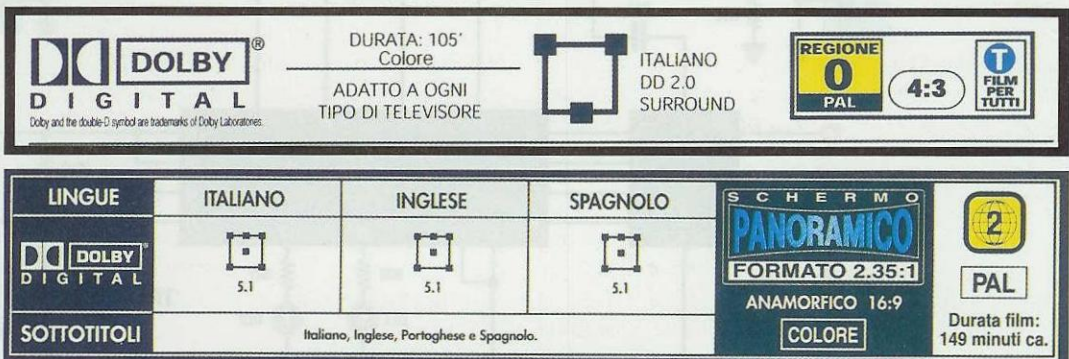 DOLBY®
DIGITAL
Dolby and the double-D symbol are trademarks of Dolby Laboratories.
DURATA: 105'
Colore
ADATTO A OGNI
TIPO DI TELEVISORE
ITALIANO
DD 2.0
SURROUND
REGIONE
0
PAL
4:3
T
FILM
PER
TUTTI
LINGUE
ITALIANO
INGLESE
SPAGNOLO
DOLBY®
DIGITAL
5.1
5.1
5.1
SOTTOTITOLI
Italiano, Inglese, Portoghese e Spagnolo.
SCHERMO
PANORAMICO
FORMATO 2.35:1
ANAMORFICO 16:9
COLORE
2
PAL
Durata film:
149 minuti ca.